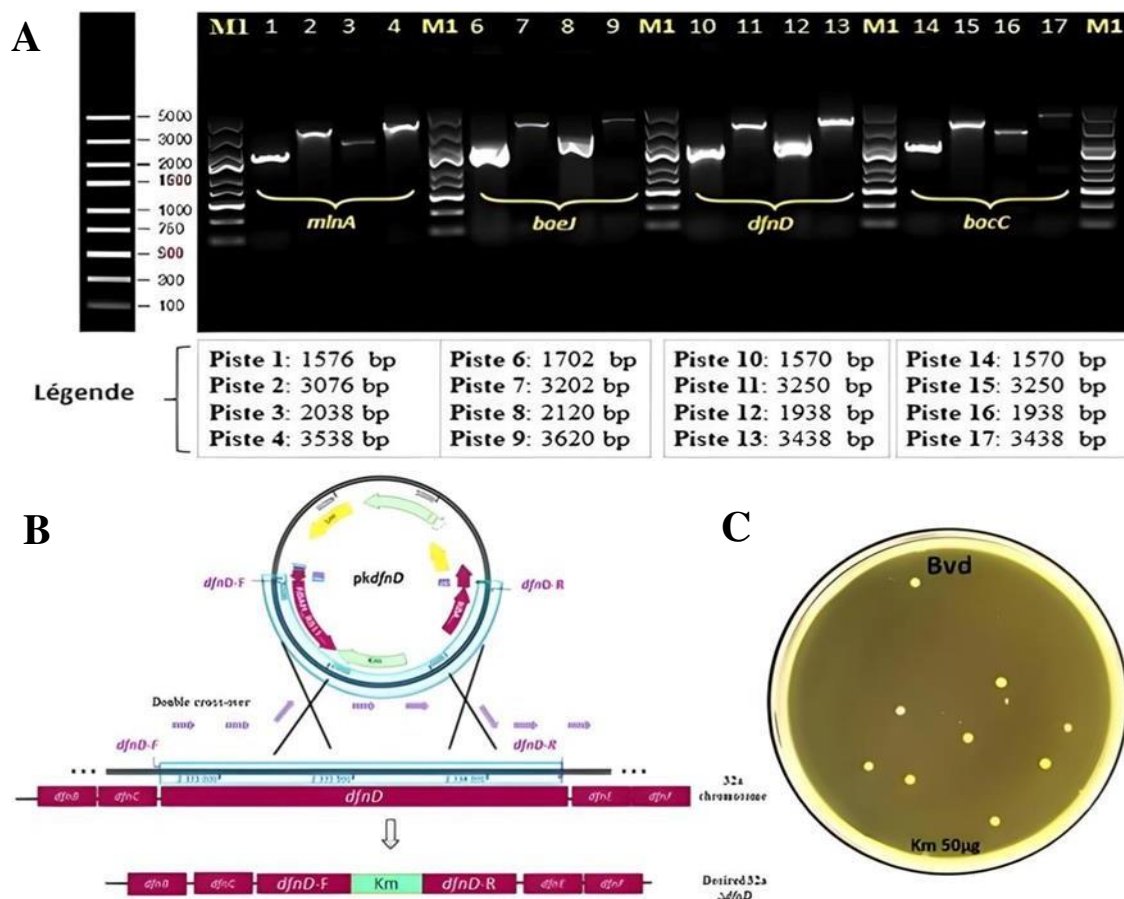 A
M1 1 2 3 4 M1 6 7 8 9 M1 10 11 12 13 M1 14 15 16 17 M1
5000
3000
2000
1500
1000
750
500
300
100
mlnA
baeJ
dfnD
bacC
Légende
Piste 1: 1576 bp
Piste 2: 3076 bp
Piste 3: 2038 bp
Piste 4: 3538 bp
Piste 6: 1702 bp
Piste 7: 3202 bp
Piste 8: 2120 bp
Piste 9: 3620 bp
Piste 10: 1570 bp
Piste 11: 3250 bp
Piste 12: 1938 bp
Piste 13: 3438 bp
Piste 14: 1570 bp
Piste 15: 3250 bp
Piste 16: 1938 bp
Piste 17: 3438 bp
B
pkdfnD
dfnD-F
dfnD-R
Km
Double cross-over
dfnD-F
dfnD-R
... ...
dfnB dfnC dfnD dfnE dfnF
32a
chromosome
dfnB dfnC dfnD-F Km dfnD-R dfnE dfnF
Desired 32a
ΔdfnD
C
Bvd
Km 50µg